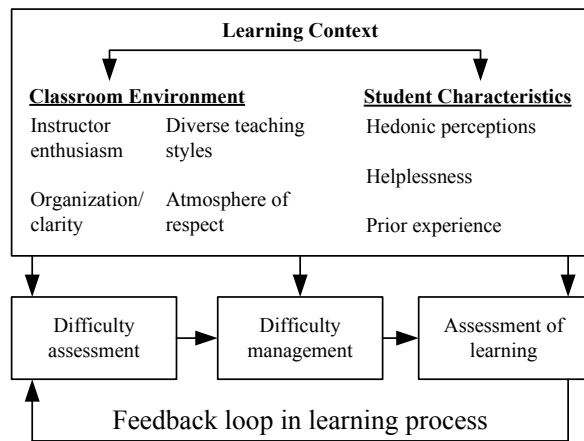 Learning Context
Classroom Environment
Instructor
enthusiasm
Diverse teaching
styles
Organization/
clarity
Atmosphere of
respect
Student Characteristics
Hedonic perceptions
Helplessness
Prior experience
Difficulty
assessment
Difficulty
management
Assessment of
learning
Feedback loop in learning process